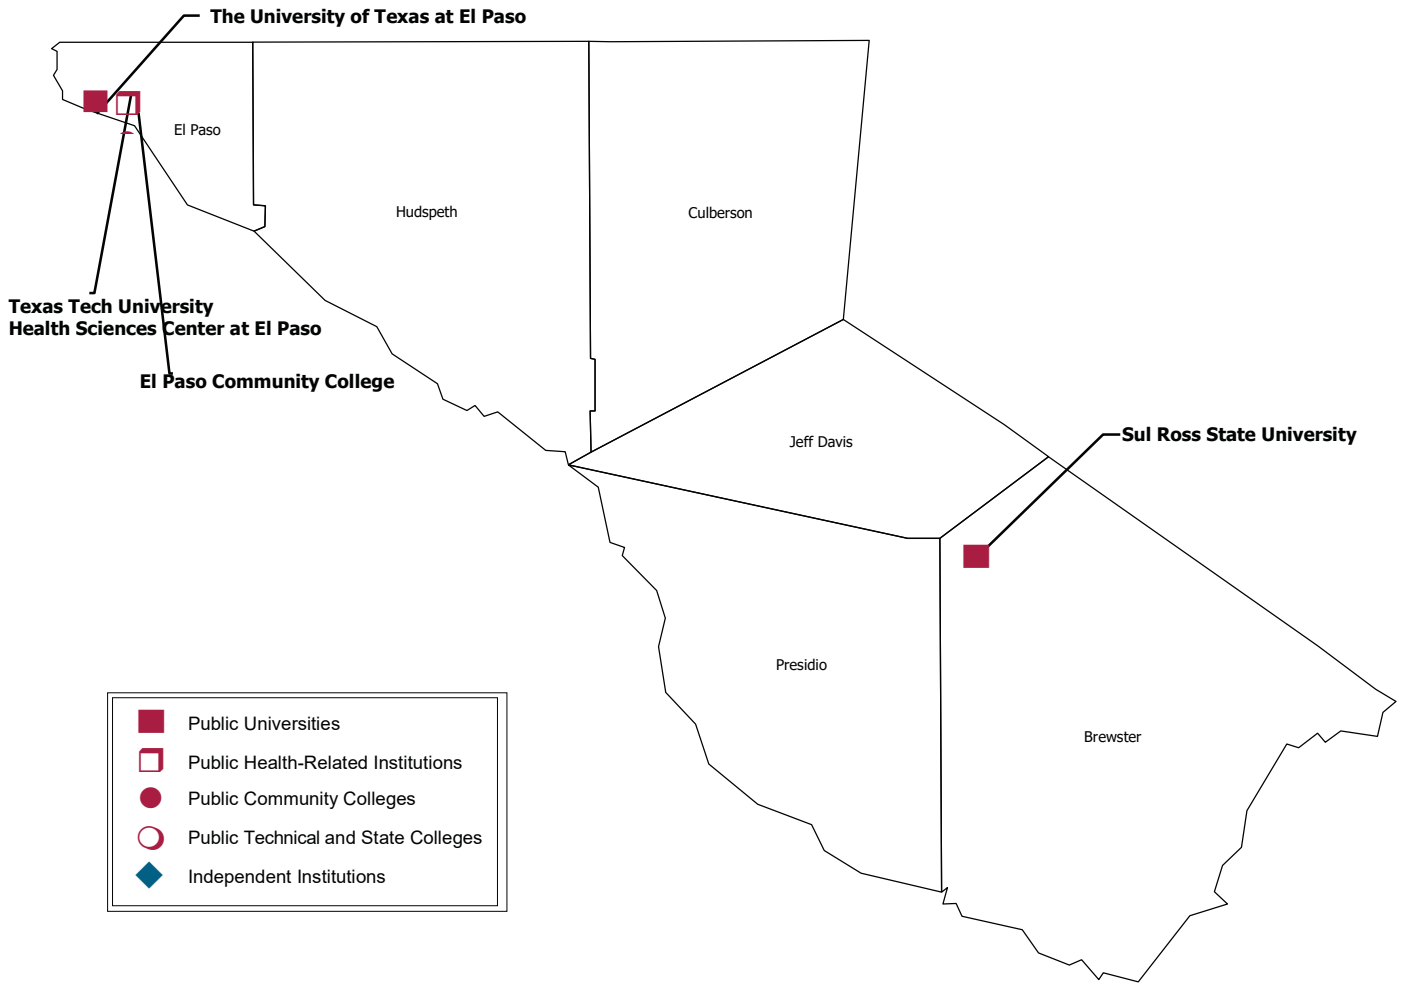 The University of Texas at El Paso
El Paso
Hudspeth
Culberson
Texas Tech University
Health Sciences Center at El Paso
El Paso Community College
Jeff Davis
Sul Ross State University
Presidio
Brewster
Public Universities
Public Health-Related Institutions
Public Community Colleges
Public Technical and State Colleges
Independent Institutions